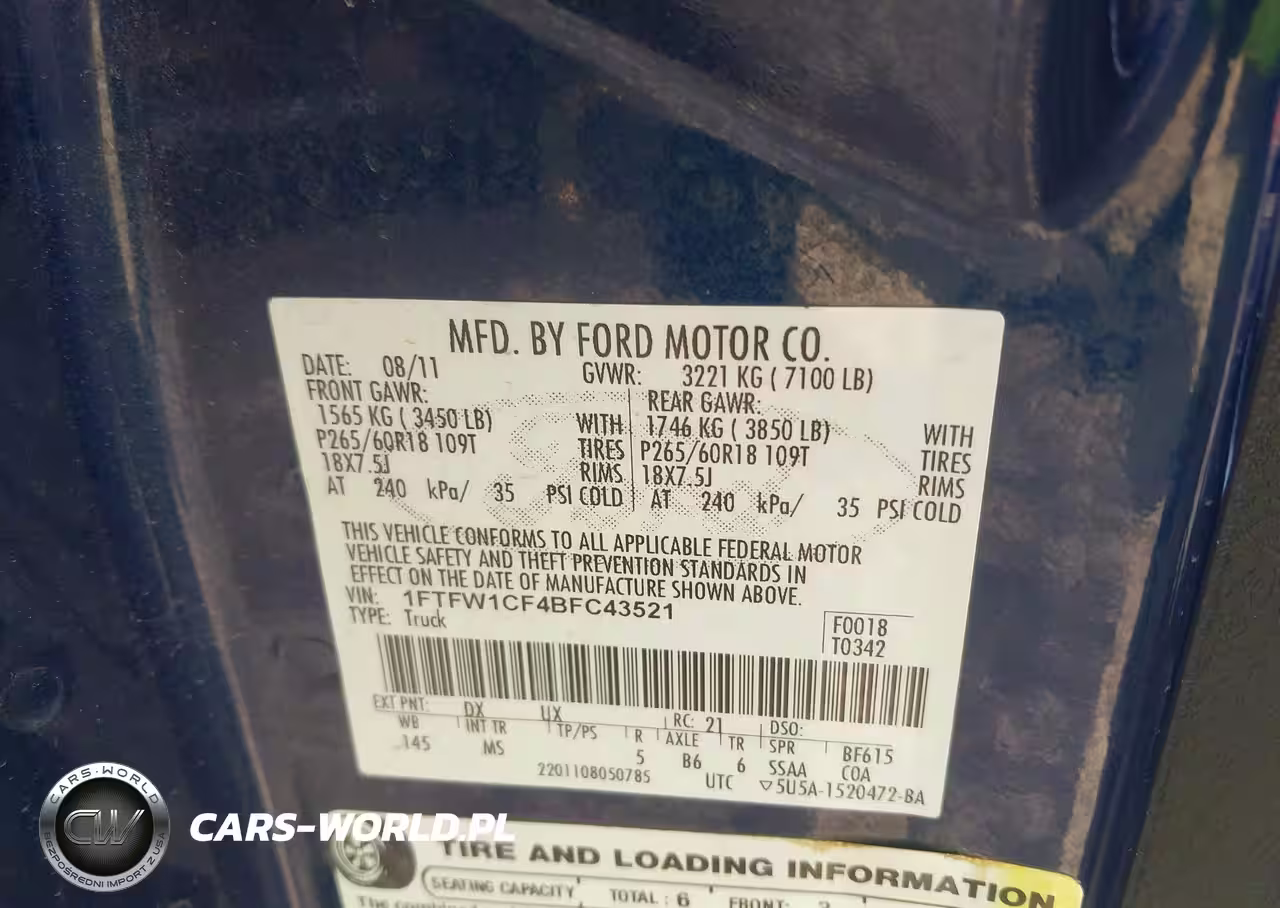 MFD. BY FORD MOTOR CO.
DATE: 08/11 GVWR: 3221 KG ( 7100 LB)
FRONT GAWR: REAR GAWR:
1565 KG ( 3450 LB) WITH 1746 KG ( 3850 LB) WITH
P265/60R18 109T TIRES P265/60R18 109T TIRES
18X7.5J RIMS 18X7.5J RIMS
AT 240 kPa/ 35 PSI COLD AT 240 kPa/ 35 PSI COLD
THIS VEHICLE CONFORMS TO ALL APPLICABLE FEDERAL MOTOR
VEHICLE SAFETY AND THEFT PREVENTION STANDARDS IN
EFFECT ON THE DATE OF MANUFACTURE SHOWN ABOVE.
VIN: 1FTFW1CF4BFC43521
TYPE: Truck
F0018
T0342
EXT PNT: DX UX RC: 21 DSO:
WB INT TR TP/PS R AXLE TR SPR BF615
145 MS 5 B6 6 SSAA COA
2201108050785 UTC ▽5U5A-1520472-BA
TIRE AND LOADING INFORMATION
SEATING CAPACITY TOTAL : 6 FRONT:
CARS-WORLD
CW
BEZPOŚREDNI IMPORT Z USA
CARS-WORLD.PL